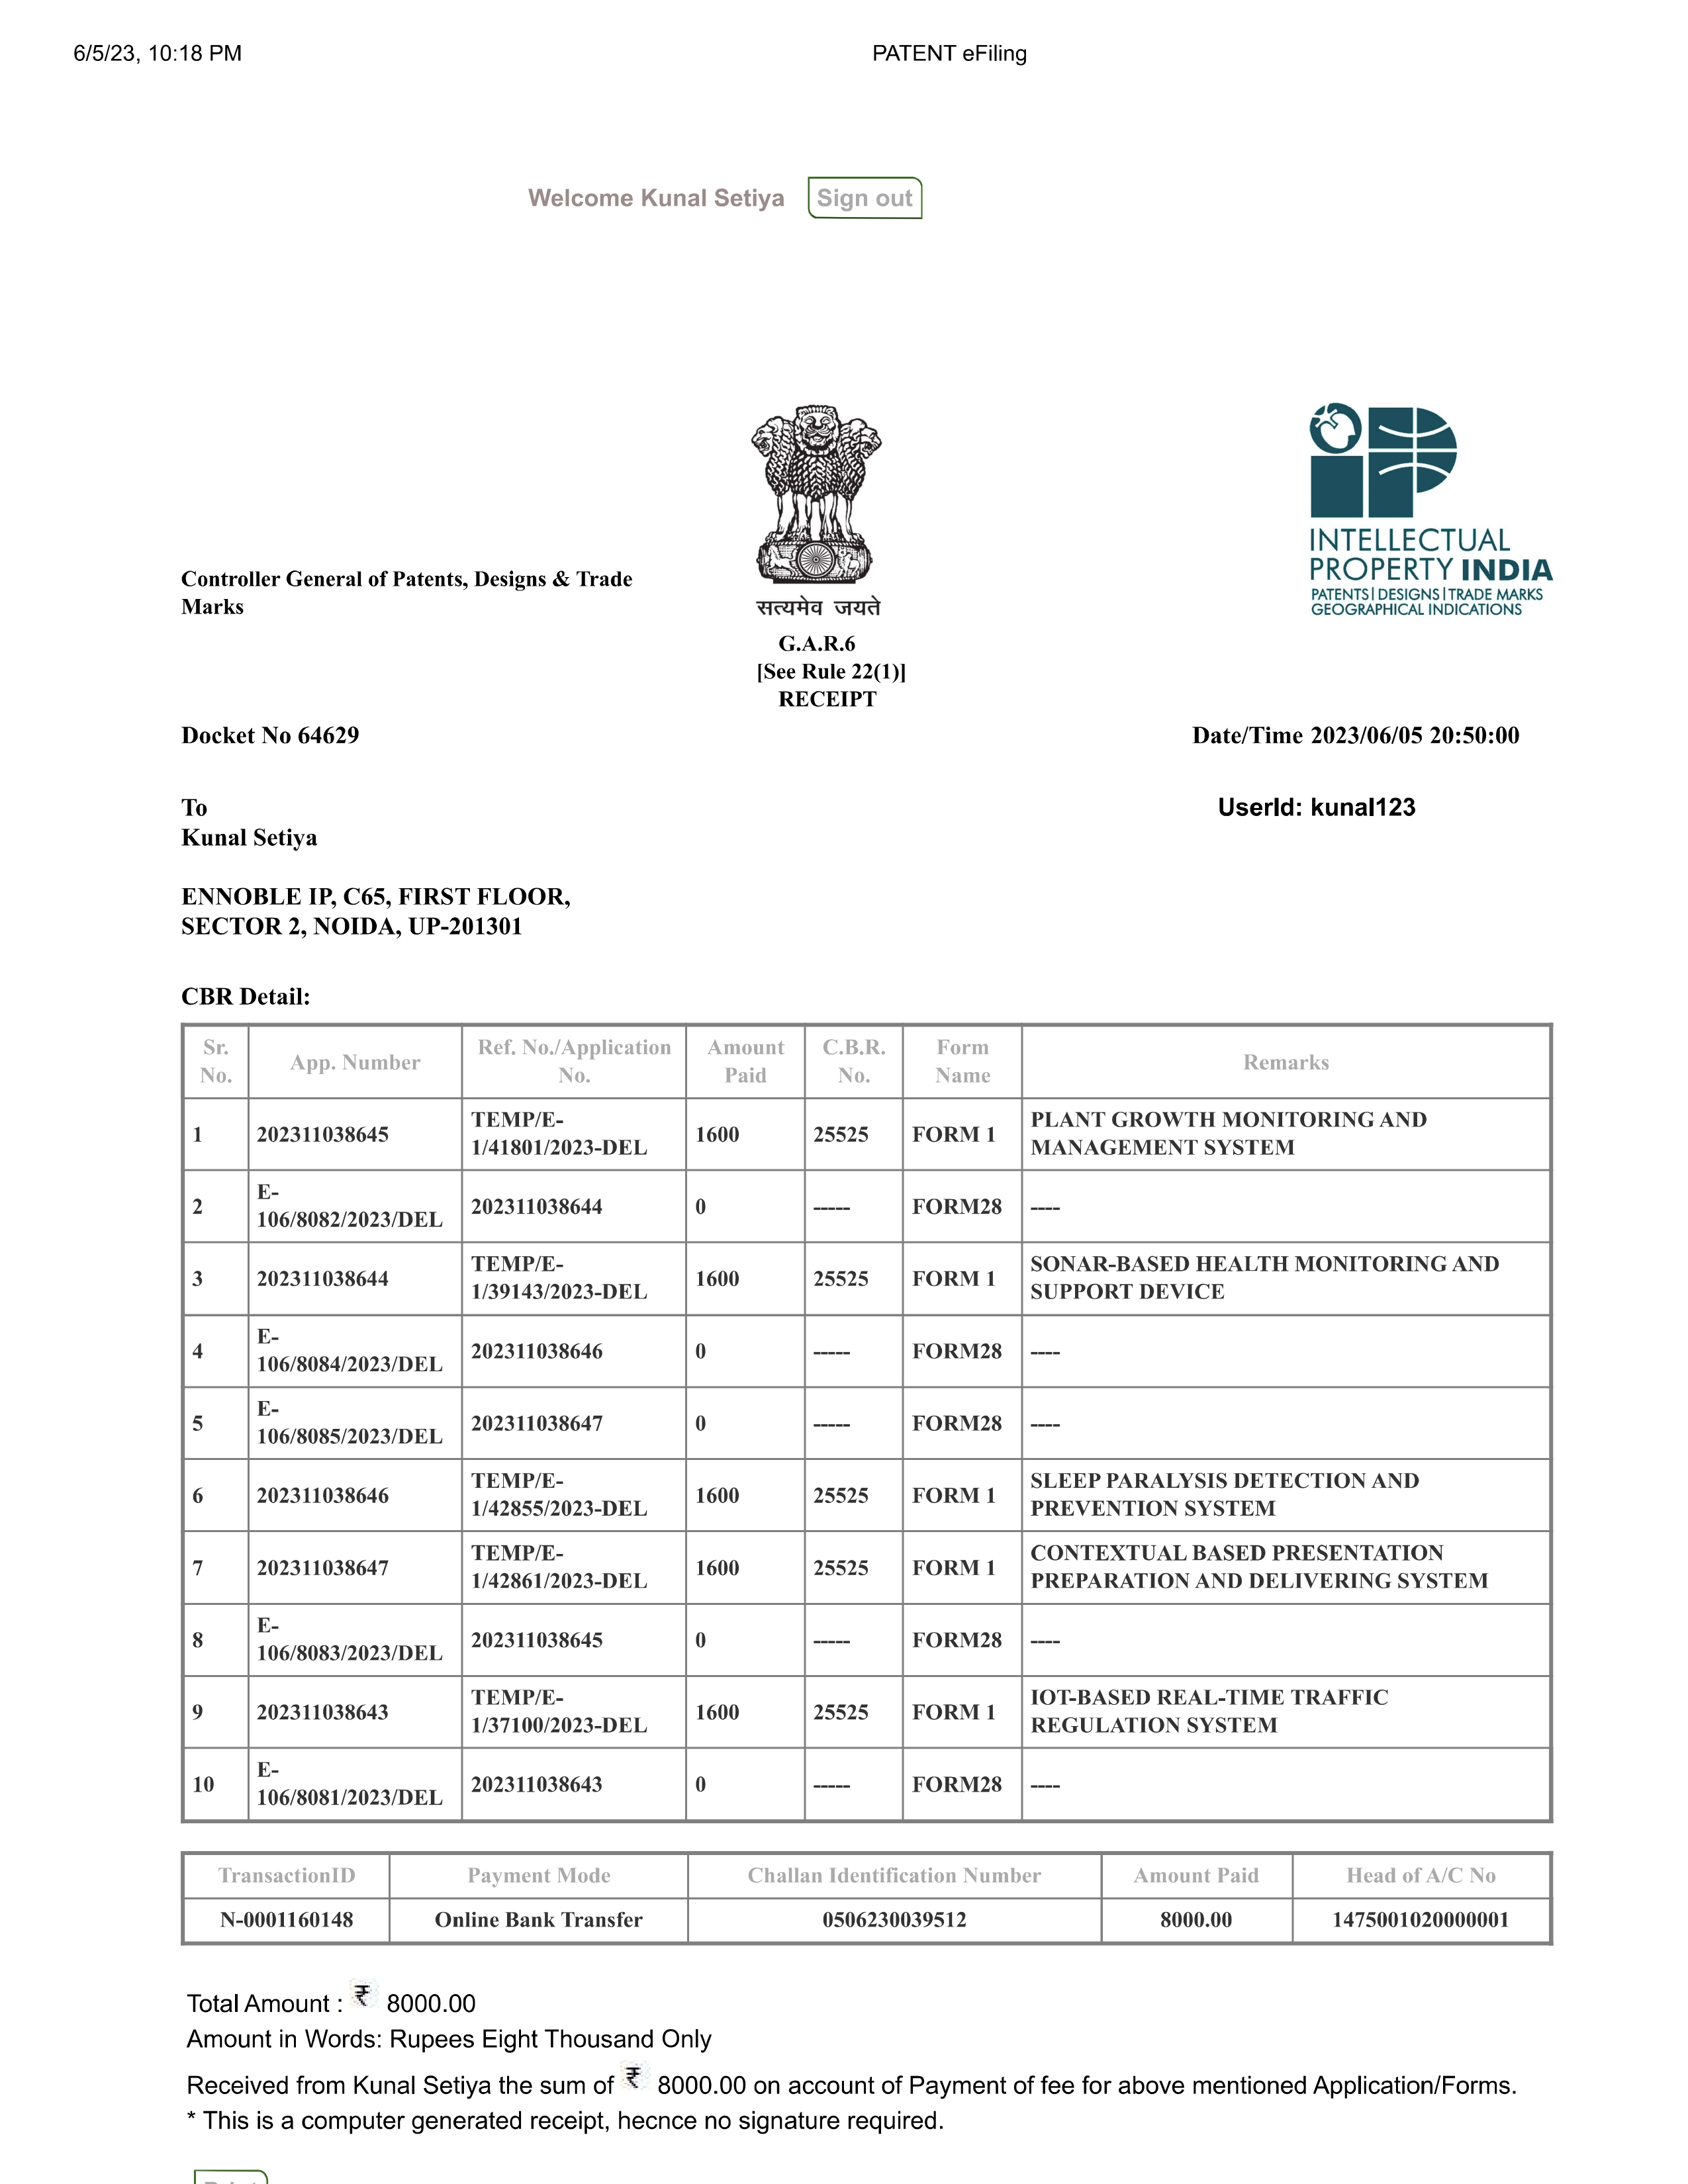 6/5/23, 10:18 PM
PATENT eFiling
Welcome Kunal Setiya
Sign out
INTELLECTUAL
PROPERTY INDIA
PATENTS | DESIGNS | TRADE MARKS
GEOGRAPHICAL INDICATIONS
Controller General of Patents, Designs & Trade
Marks
सत्यमेव जयते
G.A.R.6
[See Rule 22(1)]
RECEIPT
Docket No 64629
Date/Time 2023/06/05 20:50:00
To
UserId: kunal123
Kunal Setiya
ENNOBLE IP, C65, FIRST FLOOR,
SECTOR 2, NOIDA, UP-201301
CBR Detail:
Sr. No. App. Number Ref. No./Application No. Amount Paid C.B.R. No. Form Name Remarks
1 202311038645 TEMP/E-1/41801/2023-DEL 1600 25525 FORM 1 PLANT GROWTH MONITORING AND MANAGEMENT SYSTEM
2 E-106/8082/2023/DEL 202311038644 0 ----- FORM28 ----
3 202311038644 TEMP/E-1/39143/2023-DEL 1600 25525 FORM 1 SONAR-BASED HEALTH MONITORING AND SUPPORT DEVICE
4 E-106/8084/2023/DEL 202311038646 0 ----- FORM28 ----
5 E-106/8085/2023/DEL 202311038647 0 ----- FORM28 ----
6 202311038646 TEMP/E-1/42855/2023-DEL 1600 25525 FORM 1 SLEEP PARALYSIS DETECTION AND PREVENTION SYSTEM
7 202311038647 TEMP/E-1/42861/2023-DEL 1600 25525 FORM 1 CONTEXTUAL BASED PRESENTATION PREPARATION AND DELIVERING SYSTEM
8 E-106/8083/2023/DEL 202311038645 0 ----- FORM28 ----
9 202311038643 TEMP/E-1/37100/2023-DEL 1600 25525 FORM 1 IOT-BASED REAL-TIME TRAFFIC REGULATION SYSTEM
10 E-106/8081/2023/DEL 202311038643 0 ----- FORM28 ----
TransactionID Payment Mode Challan Identification Number Amount Paid Head of A/C No
N-0001160148 Online Bank Transfer 0506230039512 8000.00 1475001020000001
Total Amount : ₹ 8000.00
Amount in Words: Rupees Eight Thousand Only
Received from Kunal Setiya the sum of ₹ 8000.00 on account of Payment of fee for above mentioned Application/Forms.
* This is a computer generated receipt, hecnce no signature required.